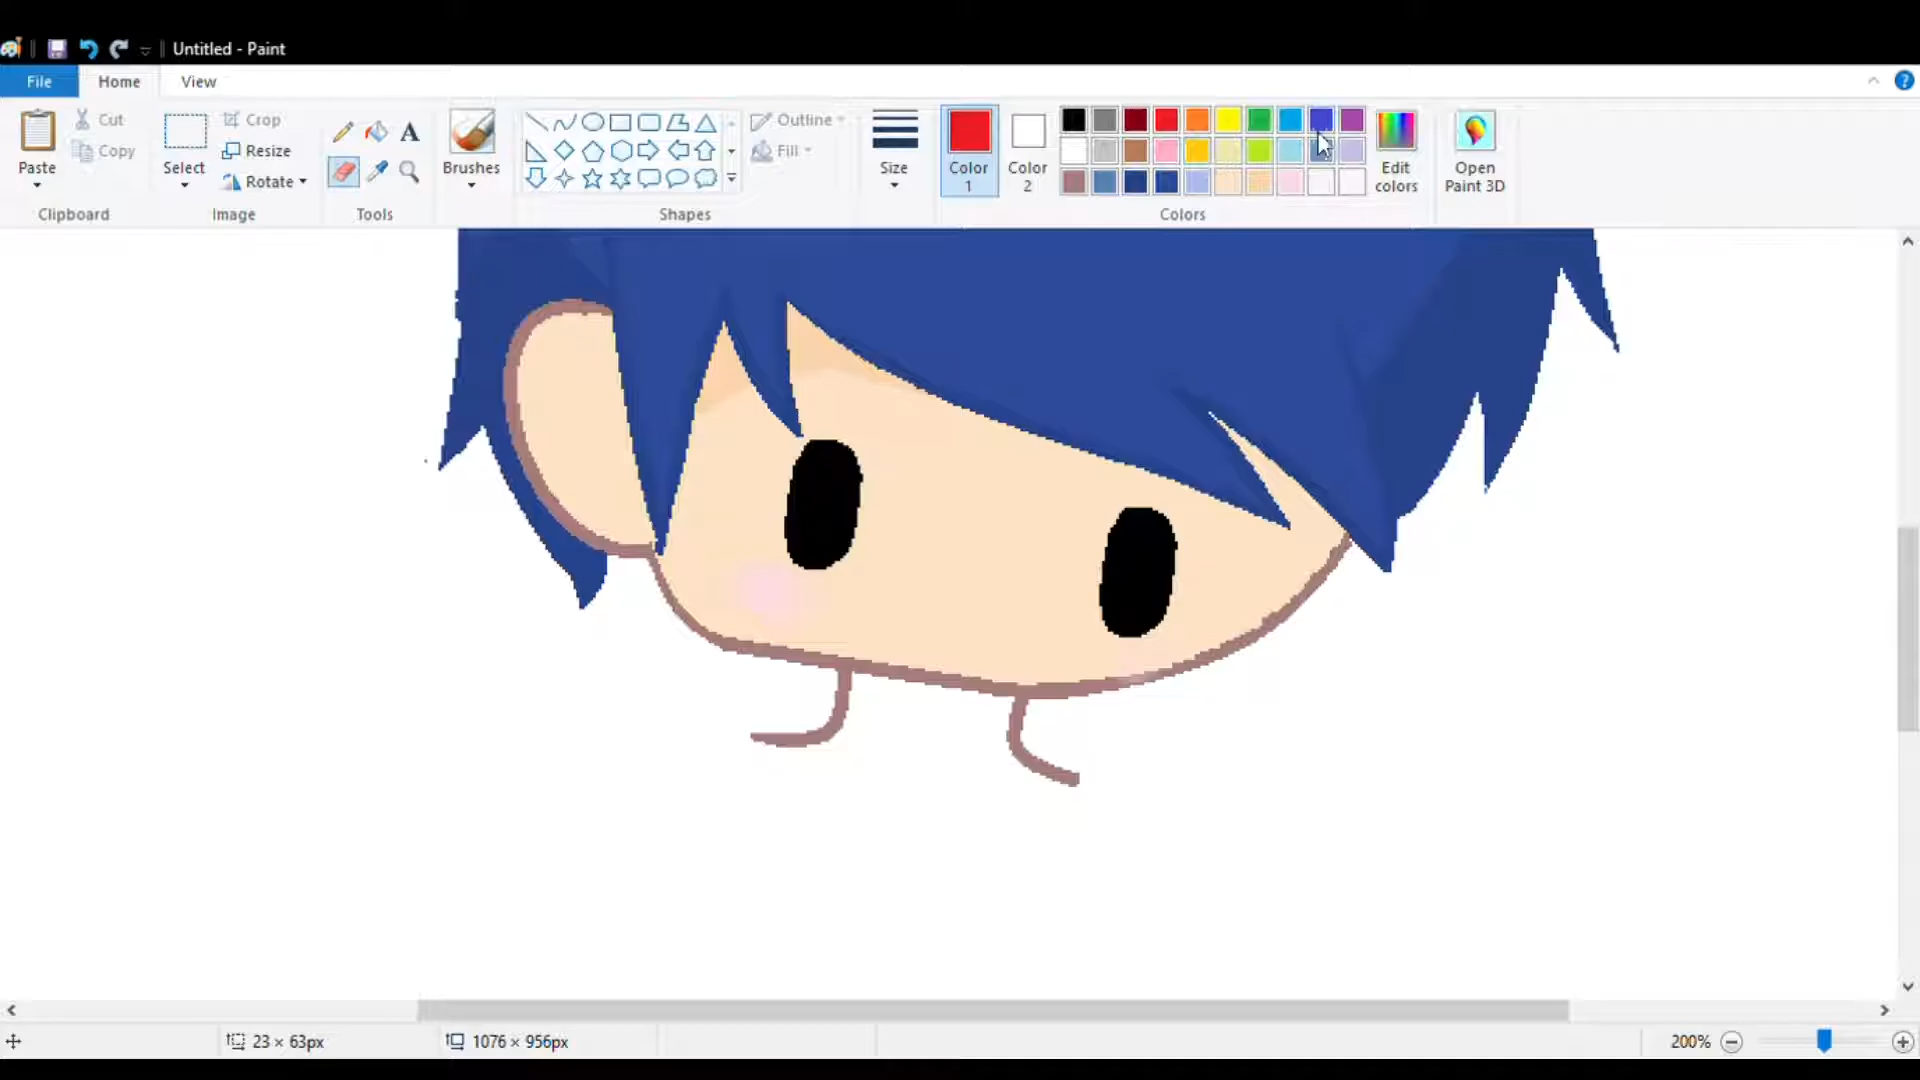 Untitled - Paint
File Home View
Paste Cut Copy Select Crop Resize Rotate A Brushes Outline Fill Size Color 1 Color 2 Edit colors Open Paint 3D
Clipboard Image Tools Shapes Colors
23 × 63px 1076 × 956px 200%